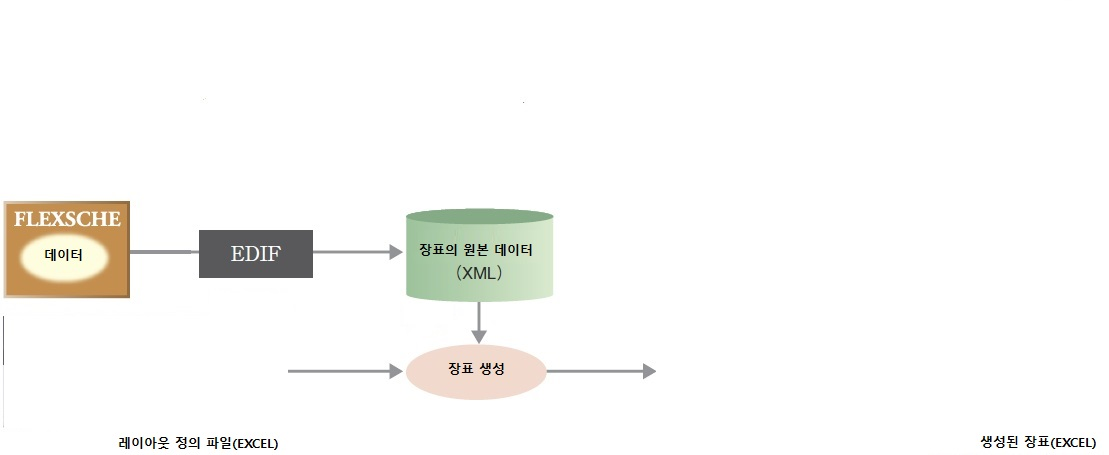 FLEXSCHE
데이터
EDIF
장표의 원본 데이터
(XML)
장표 생성
레이아웃 정의 파일(EXCEL)
생성된 장표(EXCEL)